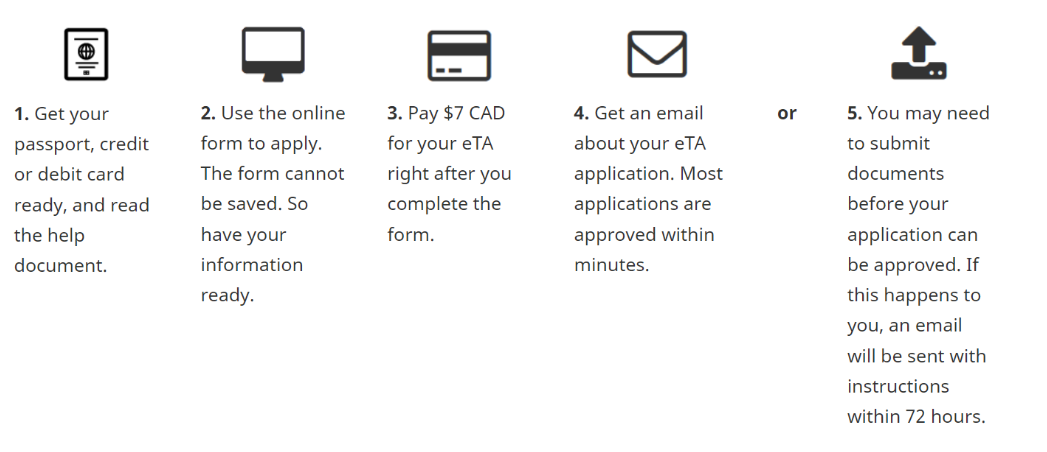 1. Get your
passport, credit
or debit card
ready, and read
the help
document.
2. Use the online
form to apply.
The form cannot
be saved. So
have your
information
ready.
3. Pay $7 CAD
for your eTA
right after you
complete the
form.
4. Get an email
about your eTA
application. Most
applications are
approved within
minutes.
or
5. You may need
to submit
documents
before your
application can
be approved. If
this happens to
you, an email
will be sent with
instructions
within 72 hours.